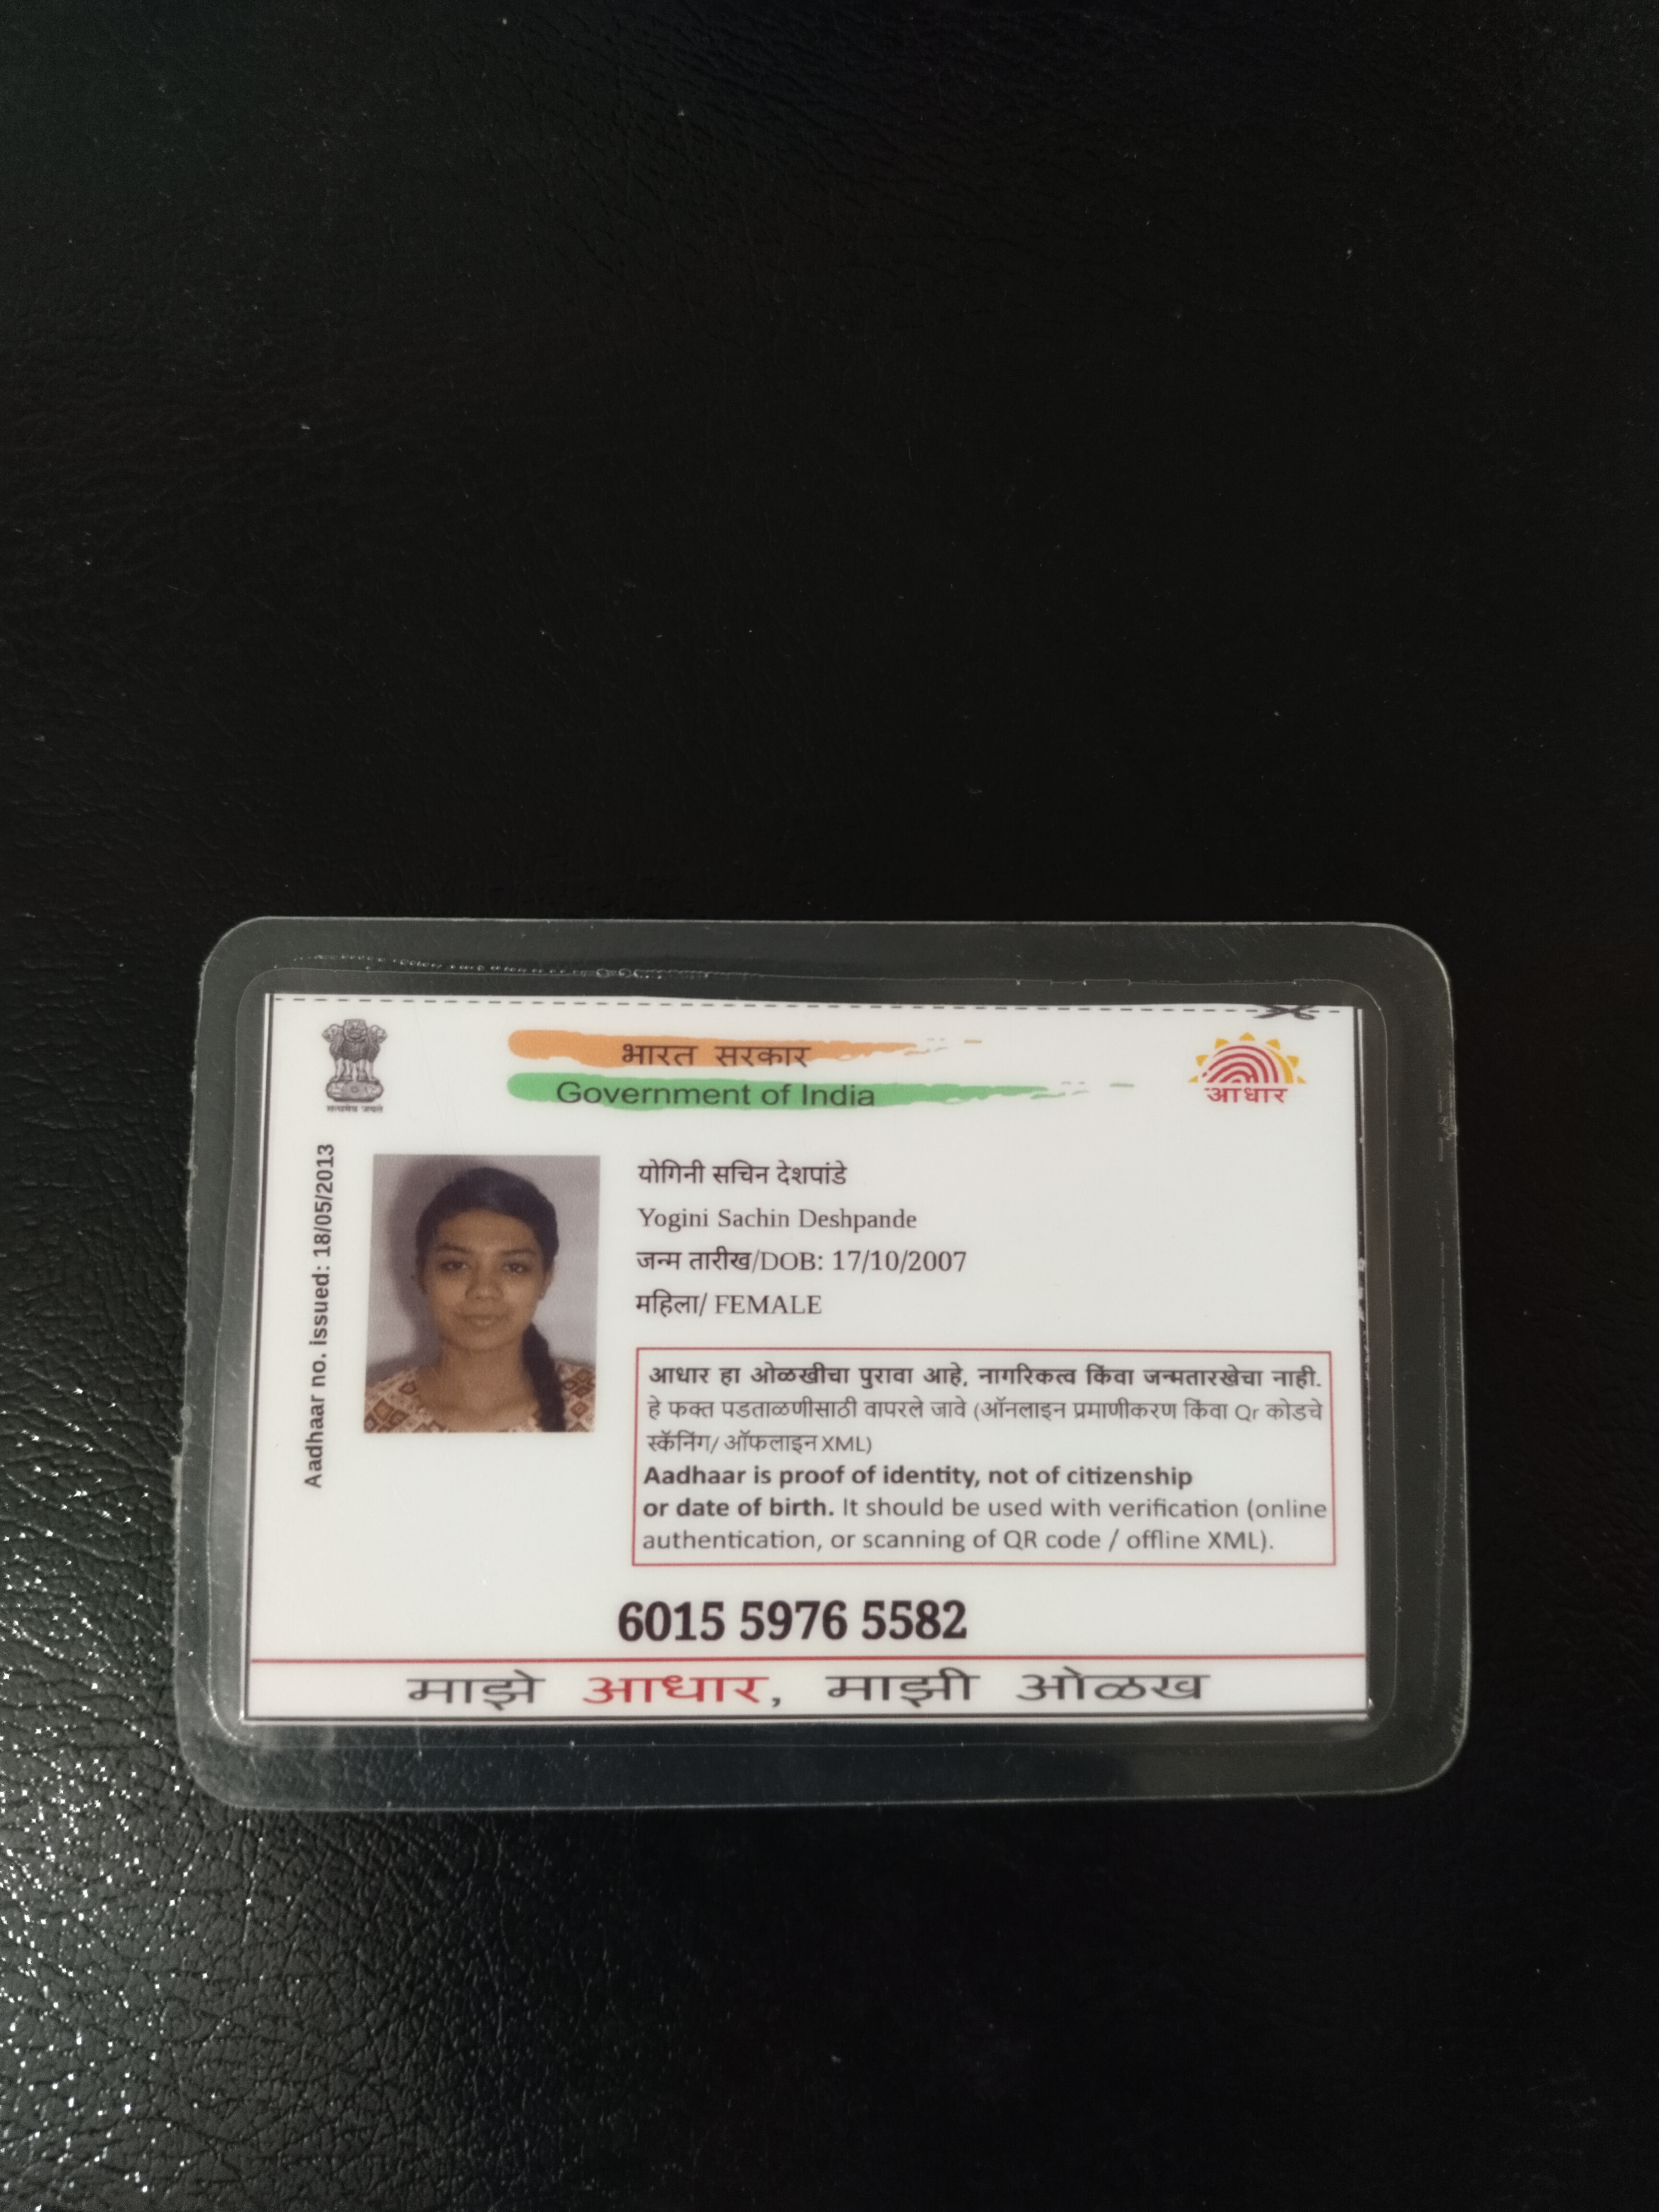 भारत सरकार
Government of India
सत्यमेव जयते
आधार
Aadhaar no. issued: 18/05/2013
योगिनी सचिन देशपांडे
Yogini Sachin Deshpande
जन्म तारीख/DOB: 17/10/2007
महिला/ FEMALE
आधार हा ओळखीचा पुरावा आहे, नागरिकत्व किंवा जन्मतारखेचा नाही.
हे फक्त पडताळणीसाठी वापरले जावे (ऑनलाइन प्रमाणीकरण किंवा Qr कोडचे
स्कॅनिंग/ ऑफलाइन XML)
Aadhaar is proof of identity, not of citizenship
or date of birth. It should be used with verification (online
authentication, or scanning of QR code / offline XML).
6015 5976 5582
माझे आधार, माझी ओळख